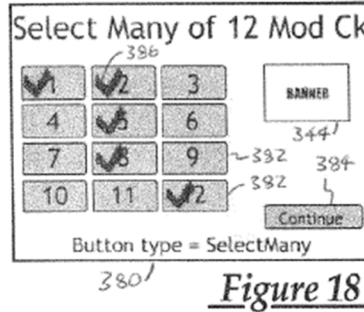 Select Many of 12 Mod Ck
386
1 2 3
BANNER
4 5 6
344
7 8 9 382 384
10 11 12 382
Continue
Button type = SelectMany
380
Figure 18